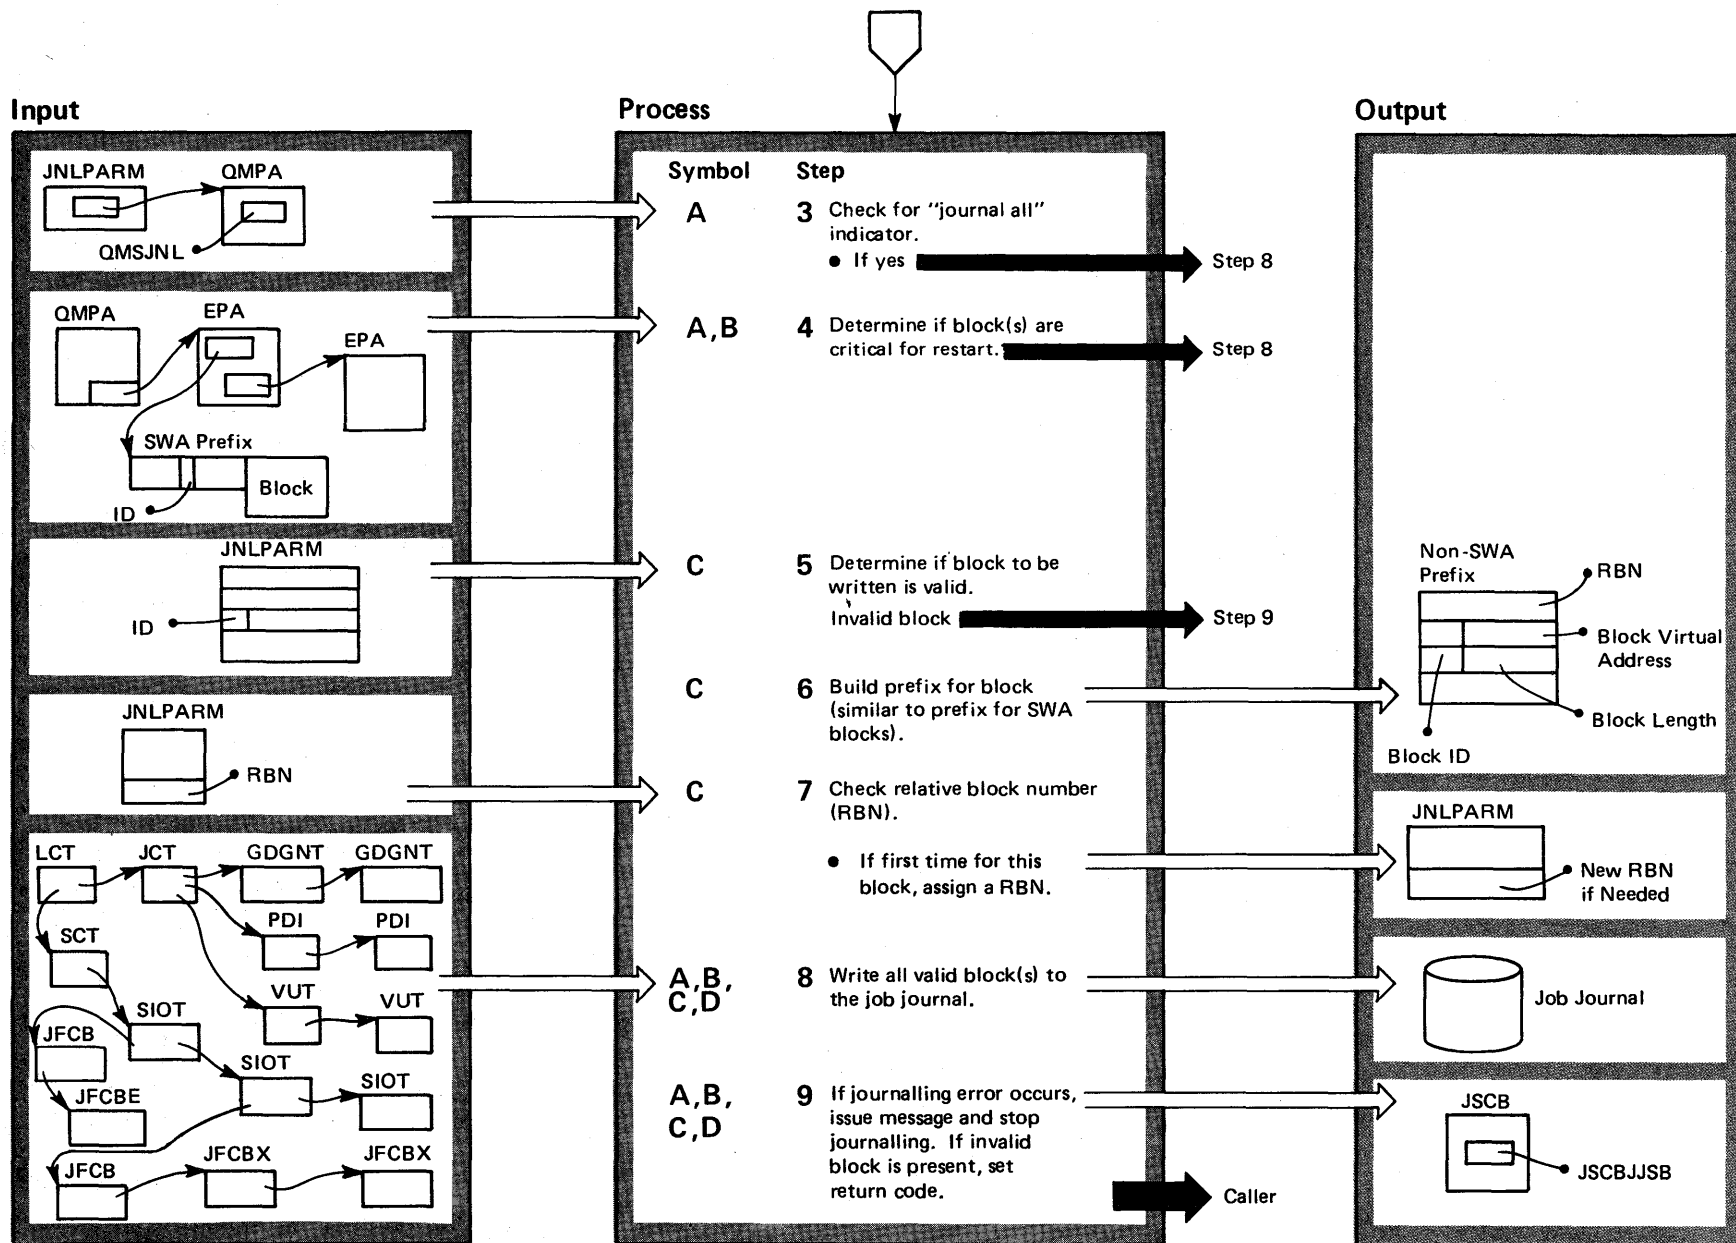 Input
JNLPARM
QMPA
QMSJNL
QMPA
EPA
EPA
SWA Prefix
Block
ID
JNLPARM
ID
JNLPARM
RBN
LCT
JCT
GDGNT
GDGNT
SCT
PDI
PDI
SIOT
VUT
VUT
JFCB
SIOT
SIOT
JFCBE
JFCB
JFCBX
JFCBX
Process
Symbol
Step
A
3 Check for "journal all"
indicator.
• If yes
Step 8
A,B
4 Determine if block(s) are
critical for restart.
Step 8
C
5 Determine if block to be
written is valid.
Invalid block
Step 9
C
6 Build prefix for block
(similar to prefix for SWA
blocks).
C
7 Check relative block number
(RBN).
• If first time for this
block, assign a RBN.
A,B,
C,D
8 Write all valid block(s) to
the job journal.
A,B,
C,D
9 If journalling error occurs,
issue message and stop
journalling. If invalid
block is present, set
return code.
Caller
Output
Non-SWA
Prefix
RBN
Block Virtual
Address
Block Length
Block ID
JNLPARM
New RBN
if Needed
Job Journal
JSCB
JSCBJJSB